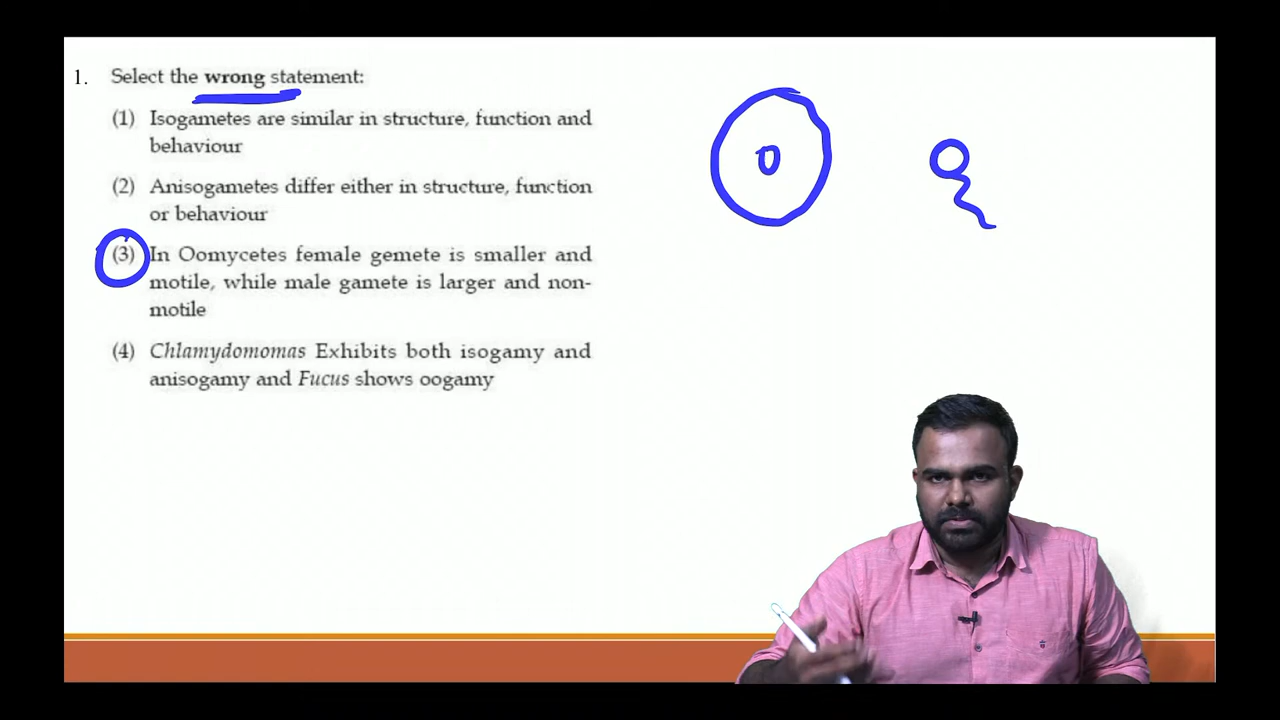 1. Select the wrong statement:
(1) Isogametes are similar in structure, function and
behaviour
(2) Anisogametes differ either in structure, function
or behaviour
(3) In Oomycetes female gemete is smaller and
motile, while male gamete is larger and non-
motile
(4) Chlamydomomas Exhibits both isogamy and
anisogamy and Fucus shows oogamy